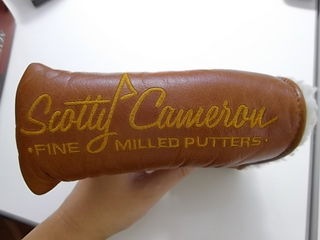 Scotty Cameron
·FINE MILLED PUTTERS·